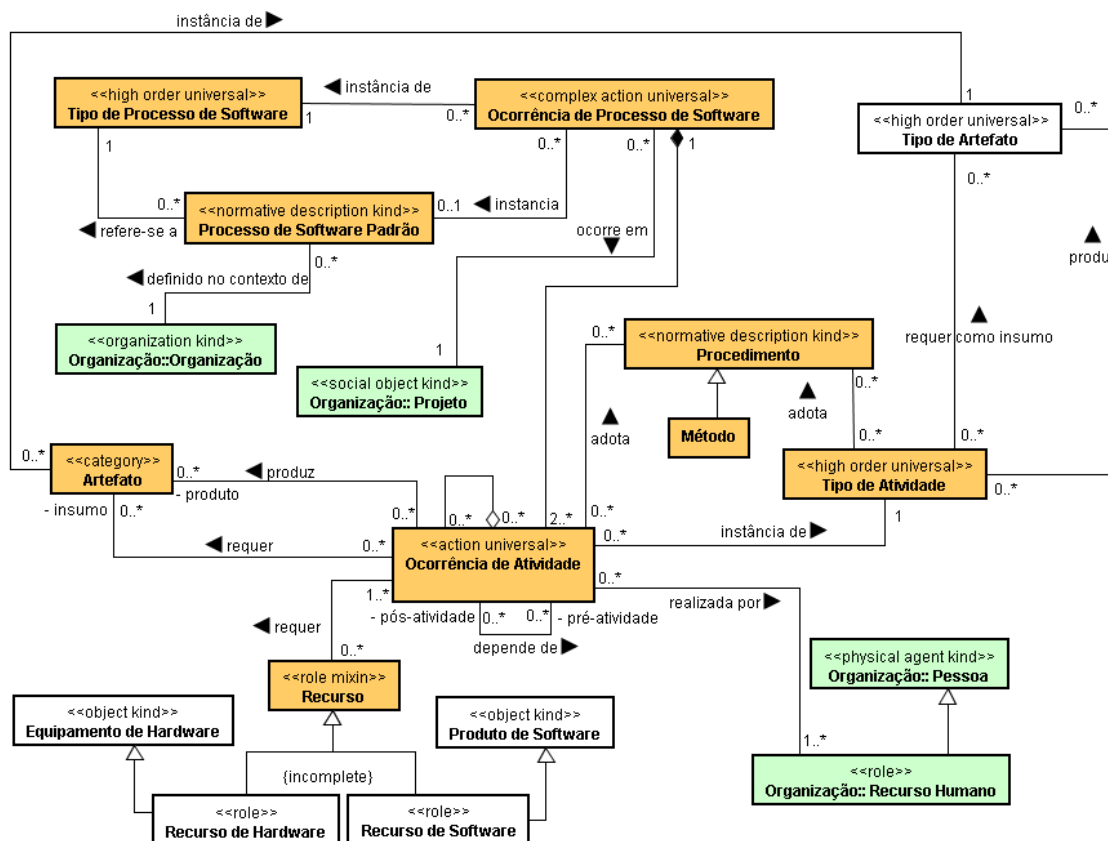 instância de
<<high order universal>>
Tipo de Processo de Software
instância de
1
0..*
<<complex action universal>>
Ocorrência de Processo de Software
1
0..*
<<high order universal>>
Tipo de Artefato
1
0..*
0..*
1
0..*
0..*
<<normative description kind>>
Processo de Software Padrão
0..1
instancia
refere-se a
ocorre em
produz
0..*
definido no contexto de
1
<<organization kind>>
Organização::Organização
1
<<social object kind>>
Organização:: Projeto
0..*
<<normative description kind>>
Procedimento
requer como insumo
0..*
adota
Método
adota
0..*
0..*
<<high order universal>>
Tipo de Atividade
0..*
1
0..*
<<category>>
Artefato
0..*
produz
- produto
- insumo
0..*
0..*
0..*
0..*
2..*
0..*
0..*
instância de
requer
0..*
<<action universal>>
Ocorrência de Atividade
0..*
realizada por
1..*
- pós-atividade
0..*
0..*
- pré-atividade
depende de
requer
0..*
<<role mixin>>
Recurso
<<physical agent kind>>
Organização:: Pessoa
<<object kind>>
Equipamento de Hardware
<<object kind>>
Produto de Software
{incomplete}
1..*
<<role>>
Recurso de Hardware
<<role>>
Recurso de Software
<<role>>
Organização:: Recurso Humano